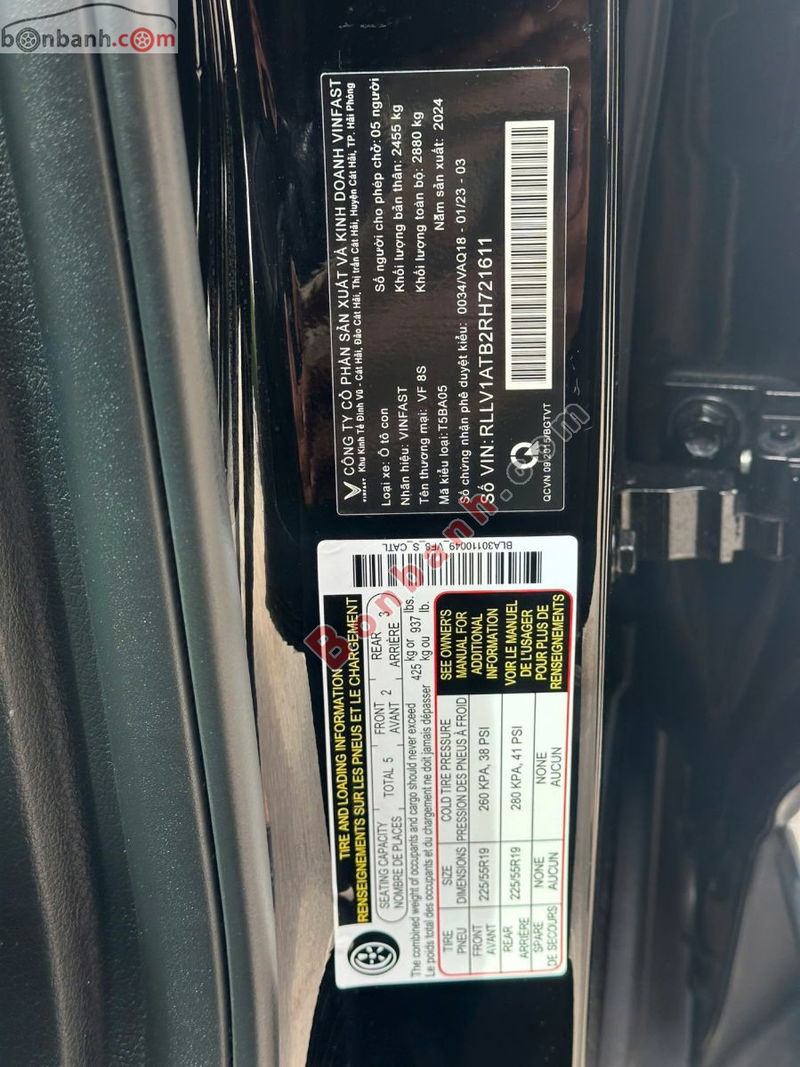 bonbanh.com
VINFAST
CÔNG TY CỔ PHẦN SẢN XUẤT VÀ KINH DOANH VINFAST
Khu Kinh Tế Đình Vũ - Cát Hải, Đảo Cát Hải, Thị trấn Cát Hải, Huyện Cát Hải, TP. Hải Phòng
Loại xe: Ô tô con
Số người cho phép chở: 05 người
Nhãn hiệu: VINFAST
Khối lượng bản thân: 2455 kg
Tên thương mại: VF 8S
Khối lượng toàn bộ: 2880 kg
Mã kiểu loại: T5BA05
Năm sản xuất: 2024
Số chứng nhận phê duyệt kiểu: 0034/VAQ18 - 01/23 - 03
Số VIN: RLLV1ATB2RH721611
Q
QCVN 09:2015/BGTVT
TIRE AND LOADING INFORMATION
RENSEIGNEMENTS SUR LES PNEUS ET LE CHARGEMENT
SEATING CAPACITY TOTAL 5 FRONT 2 REAR 3
NOMBRE DE PLACES AVANT ARRIÈRE
The combined weight of occupants and cargo should never exceed 425 kg or 937 lbs.
Le poids total des occupants et du chargement ne doit jamais dépasser kg ou lb.
TIRE SIZE COLD TIRE PRESSURE
PNEU DIMENSIONS PRESSION DES PNEUS À FROID
FRONT 225/55R19 260 KPA, 38 PSI
AVANT
REAR 225/55R19 280 KPA, 41 PSI
ARRIÈRE
SPARE NONE NONE
DE SECOURS AUCUN AUCUN
SEE OWNER'S
MANUAL FOR
ADDITIONAL
INFORMATION
VOIR LE MANUEL
DE L'USAGER
POUR PLUS DE
RENSEIGNEMENTS
BLA30110049_VF8_S_CATL
Bonbanh.com